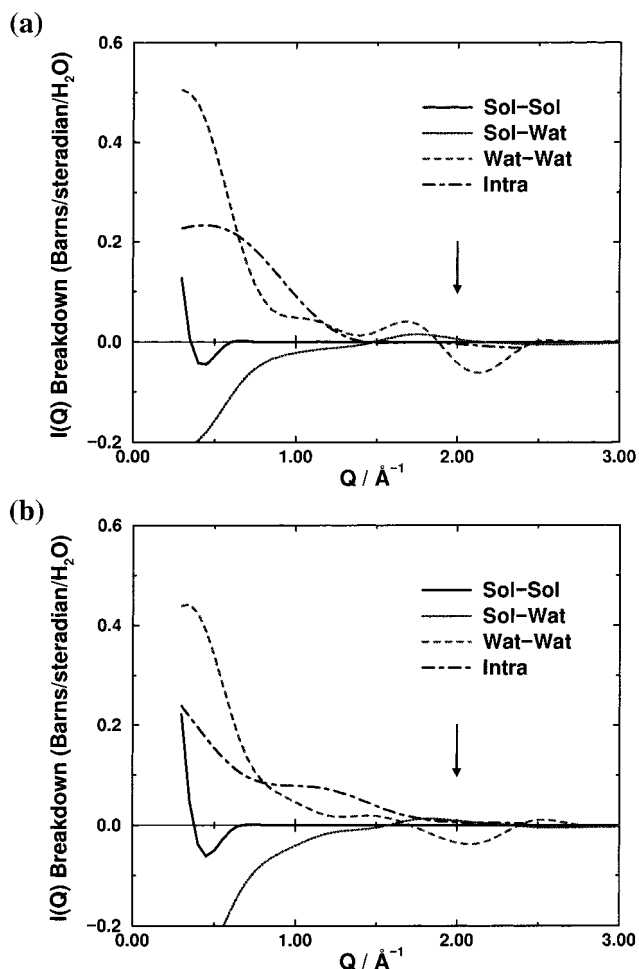 (a)
I(Q) Breakdown (Barns/steradian/H₂O)
0.6
0.4
0.2
0.0
−0.2
Sol−Sol
Sol−Wat
Wat−Wat
Intra
0.00 1.00 2.00 3.00
Q / Å⁻¹
(b)
I(Q) Breakdown (Barns/steradian/H₂O)
0.6
0.4
0.2
0.0
−0.2
Sol−Sol
Sol−Wat
Wat−Wat
Intra
0.00 1.00 2.00 3.00
Q / Å⁻¹